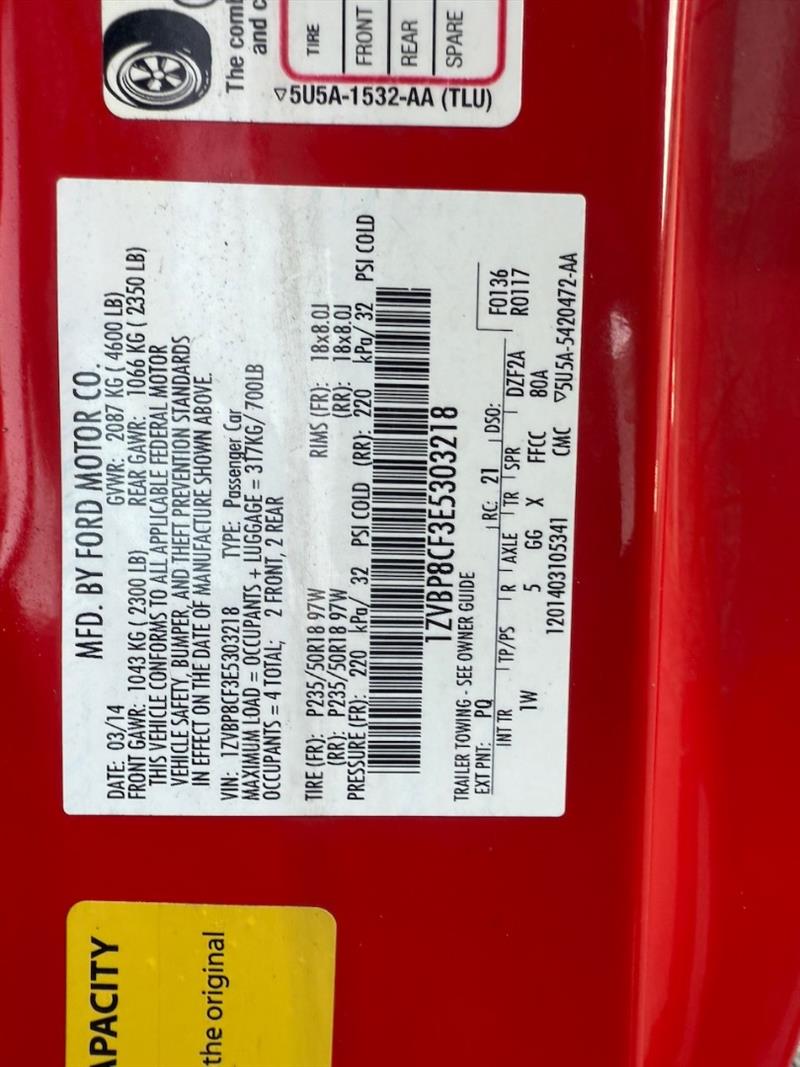 The
and
TIRE
FRONT
REAR
SPARE
▽5U5A-1532-AA (TLU)
MFD. BY FORD MOTOR CO.
DATE: 03/14 GVWR: 2087 KG ( 4600 LB)
FRONT GAWR: 1043 KG ( 2300 LB) REAR GAWR: 1066 KG ( 2350 LB)
THIS VEHICLE CONFORMS TO ALL APPLICABLE FEDERAL MOTOR
VEHICLE SAFETY, BUMPER, AND THEFT PREVENTION STANDARDS
IN EFFECT ON THE DATE OF MANUFACTURE SHOWN ABOVE.
VIN: 1ZVBP8CF3E5303218 TYPE: Passenger Car
MAXIMUM LOAD = OCCUPANTS + LUGGAGE = 317KG/ 700LB
OCCUPANTS = 4 TOTAL; 2 FRONT, 2 REAR
TIRE (FR): P235/50R18 97W RIMS (FR): 18x8.0J
(RR): P235/50R18 97W (RR): 18x8.0J
PRESSURE (FR): 220 kPa/ 32 PSI COLD (RR): 220 kPa/ 32 PSI COLD
1ZVBP8CF3E5303218
TRAILER TOWING - SEE OWNER GUIDE
EXT PNT: PQ RC: 21 DSO: F0136
R0117
INT TR TP/PS R AXLE TR SPR DZF2A
1W 5 GG X FFCC 80A
1201403105341 CMC ▽5U5A-5420472-AA
APACITY
the original